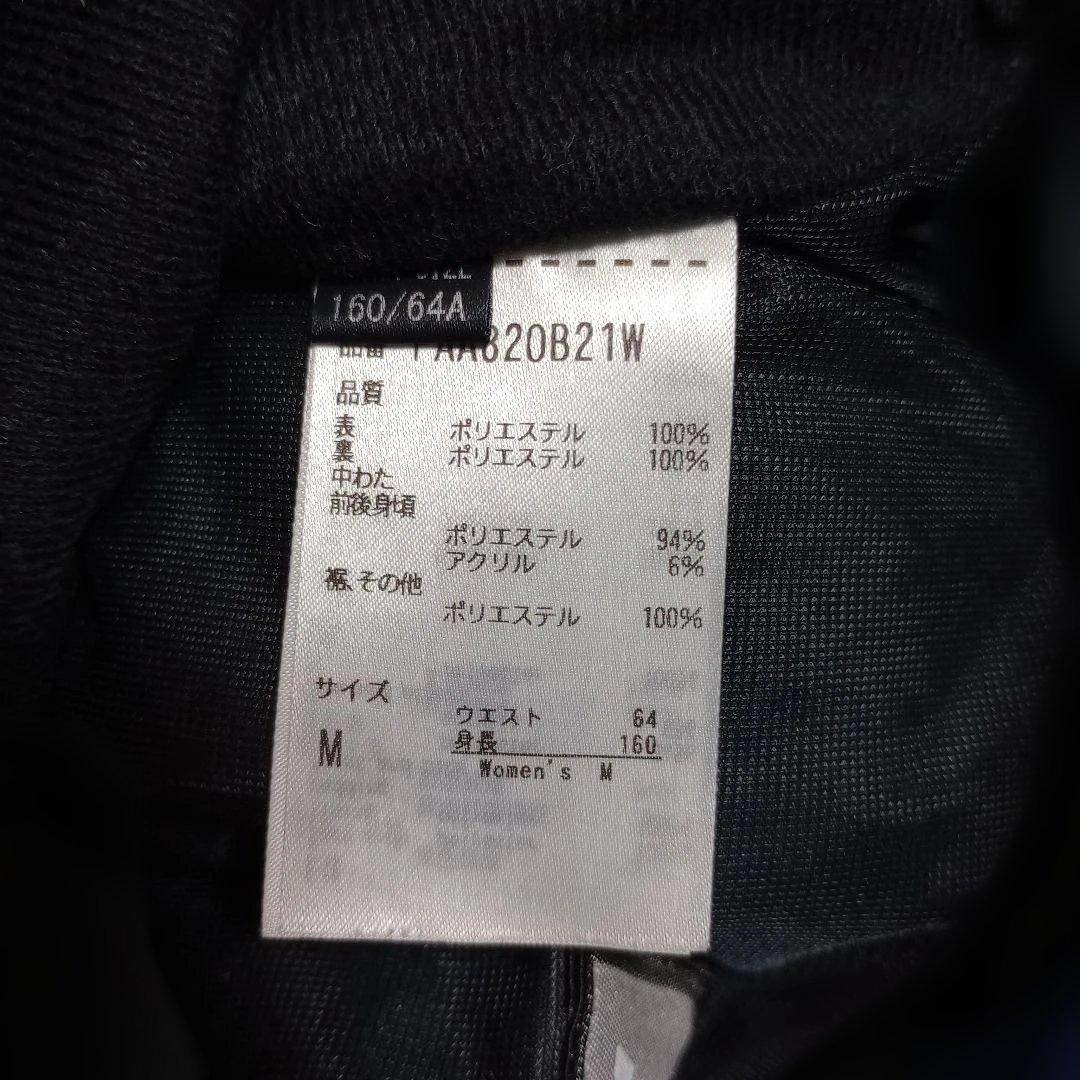 160/64A
品番
品質
表 ポリエステル 100%
裏 ポリエステル 100%
中わた
前後身頃
ポリエステル 94%
アクリル 6%
裾、その他
ポリエステル 100%
サイズ
M
ウエスト 64
身長 160
Women's M